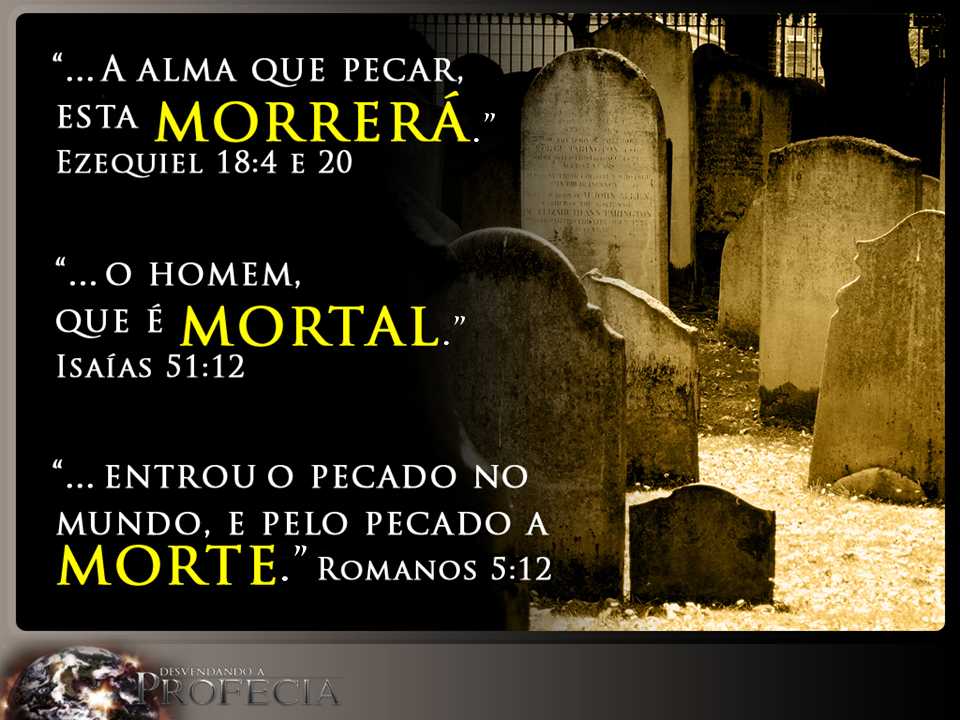 “... A ALMA QUE PECAR,
ESTA MORRERÁ.”
EZEQUIEL 18:4 E 20
“... O HOMEM,
QUE É MORTAL.”
ISAÍAS 51:12
“... ENTROU O PECADO NO
MUNDO, E PELO PECADO A
MORTE.” ROMANOS 5:12
DESVENDANDO A
PROFECIA